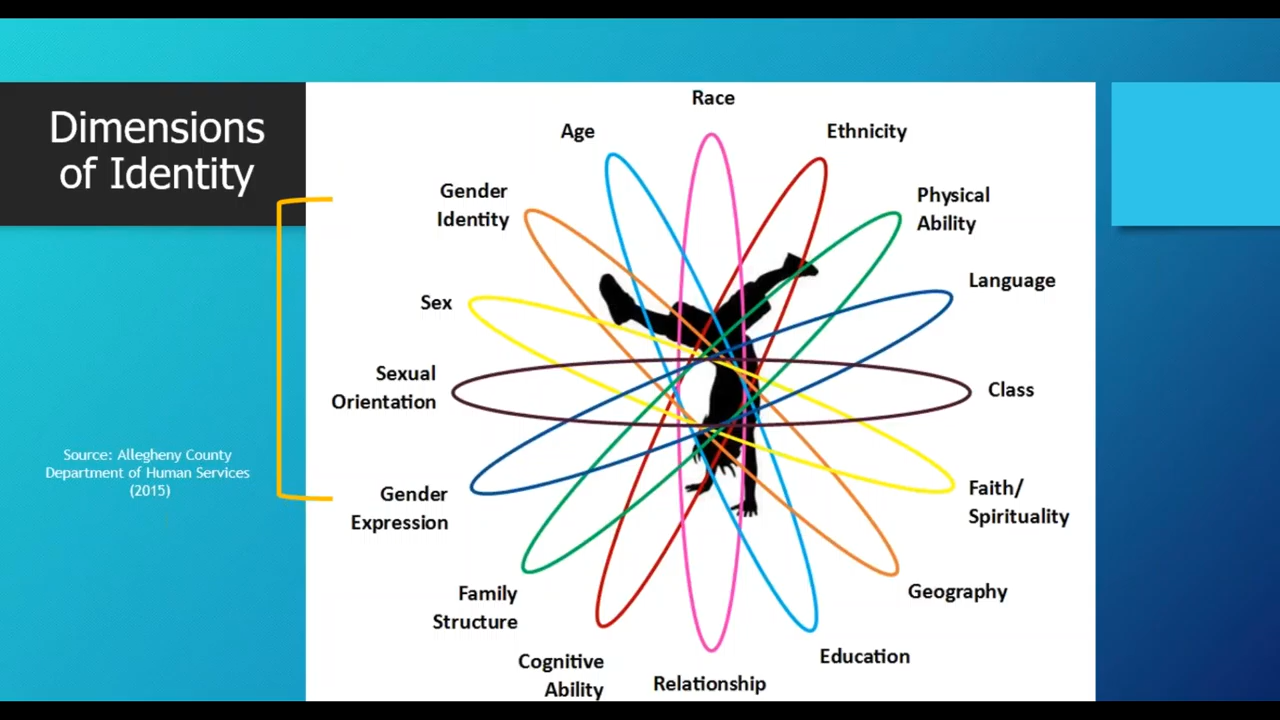 Dimensions
of Identity
Source: Allegheny County
Department of Human Services
(2015)
Race
Ethnicity
Physical
Ability
Language
Class
Faith/
Spirituality
Geography
Education
Relationship
Cognitive
Ability
Family
Structure
Gender
Expression
Sexual
Orientation
Sex
Gender
Identity
Age